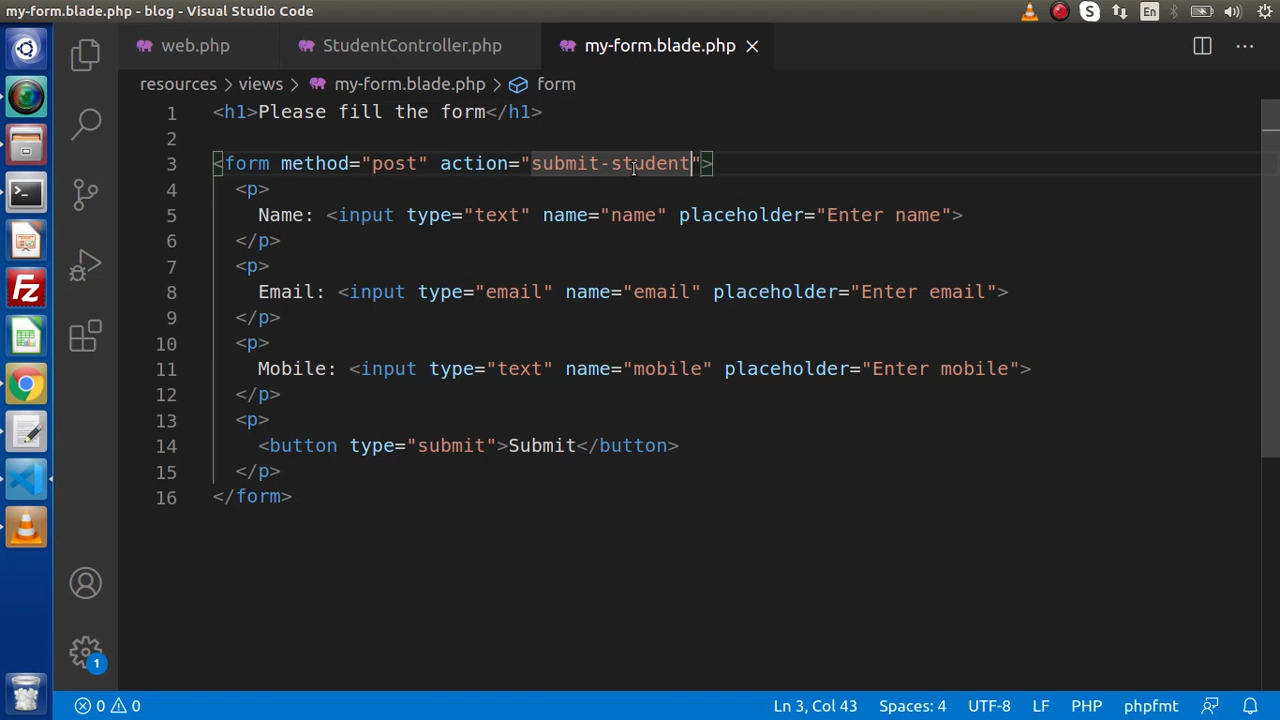 my-form.blade.php - blog - Visual Studio Code
En
web.php
StudentController.php
my-form.blade.php
resources > views > my-form.blade.php > form
1 <h1>Please fill the form</h1>
2
3 <form method="post" action="submit-student">
4 <p>
5 Name: <input type="text" name="name" placeholder="Enter name">
6 </p>
7 <p>
8 Email: <input type="email" name="email" placeholder="Enter email">
9 </p>
10 <p>
11 Mobile: <input type="text" name="mobile" placeholder="Enter mobile">
12 </p>
13 <p>
14 <button type="submit">Submit</button>
15 </p>
16 </form>
1
0 0 Ln 3, Col 43 Spaces: 4 UTF-8 LF PHP phpfmt